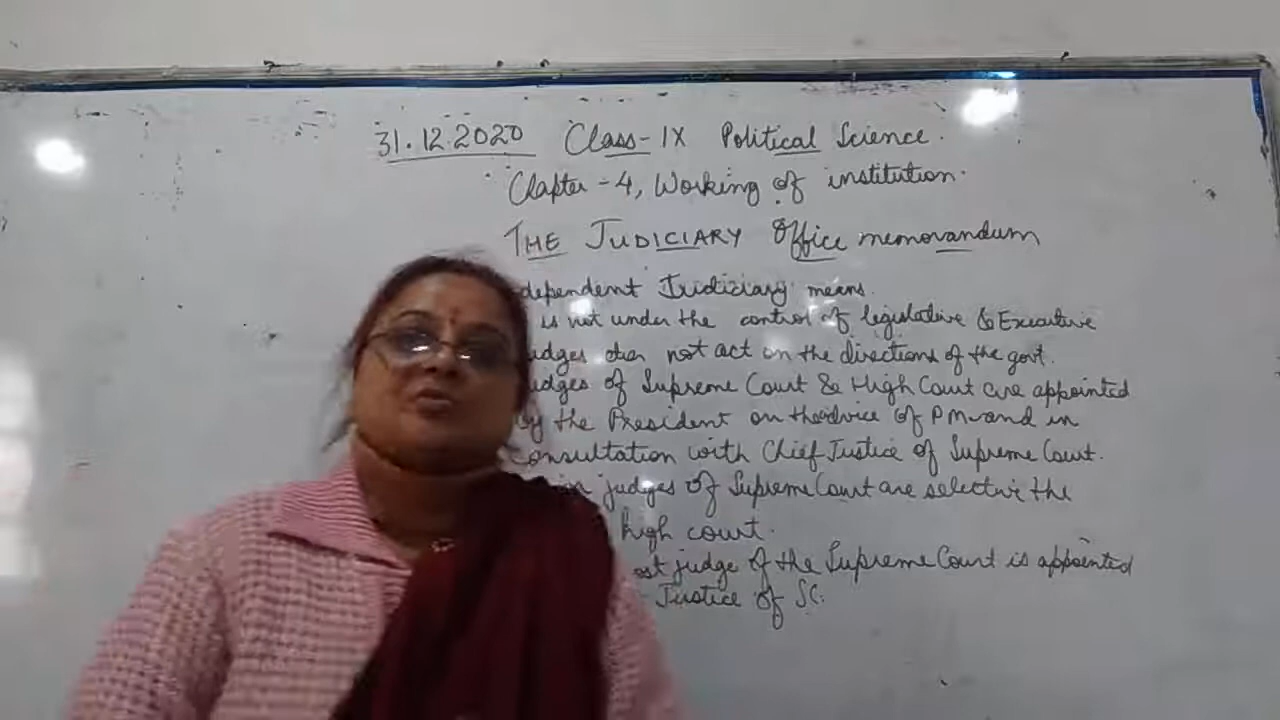 31.12.2020 Class-IX Political Science.
Chapter-4, Working of institution.
THE JUDICIARY Office memorandum
dependent Judiciary means.
is not under the control of legislative & Executive
udges not act on the directions of the govt.
udges of Supreme Court & High Court are appointed
by the President on the advice of PM and in
Consultation with Chief Justice of Supreme Court.
judges of Supreme Court are the
high court.
ost judge of the Supreme Court is appointed
Justice of SC.